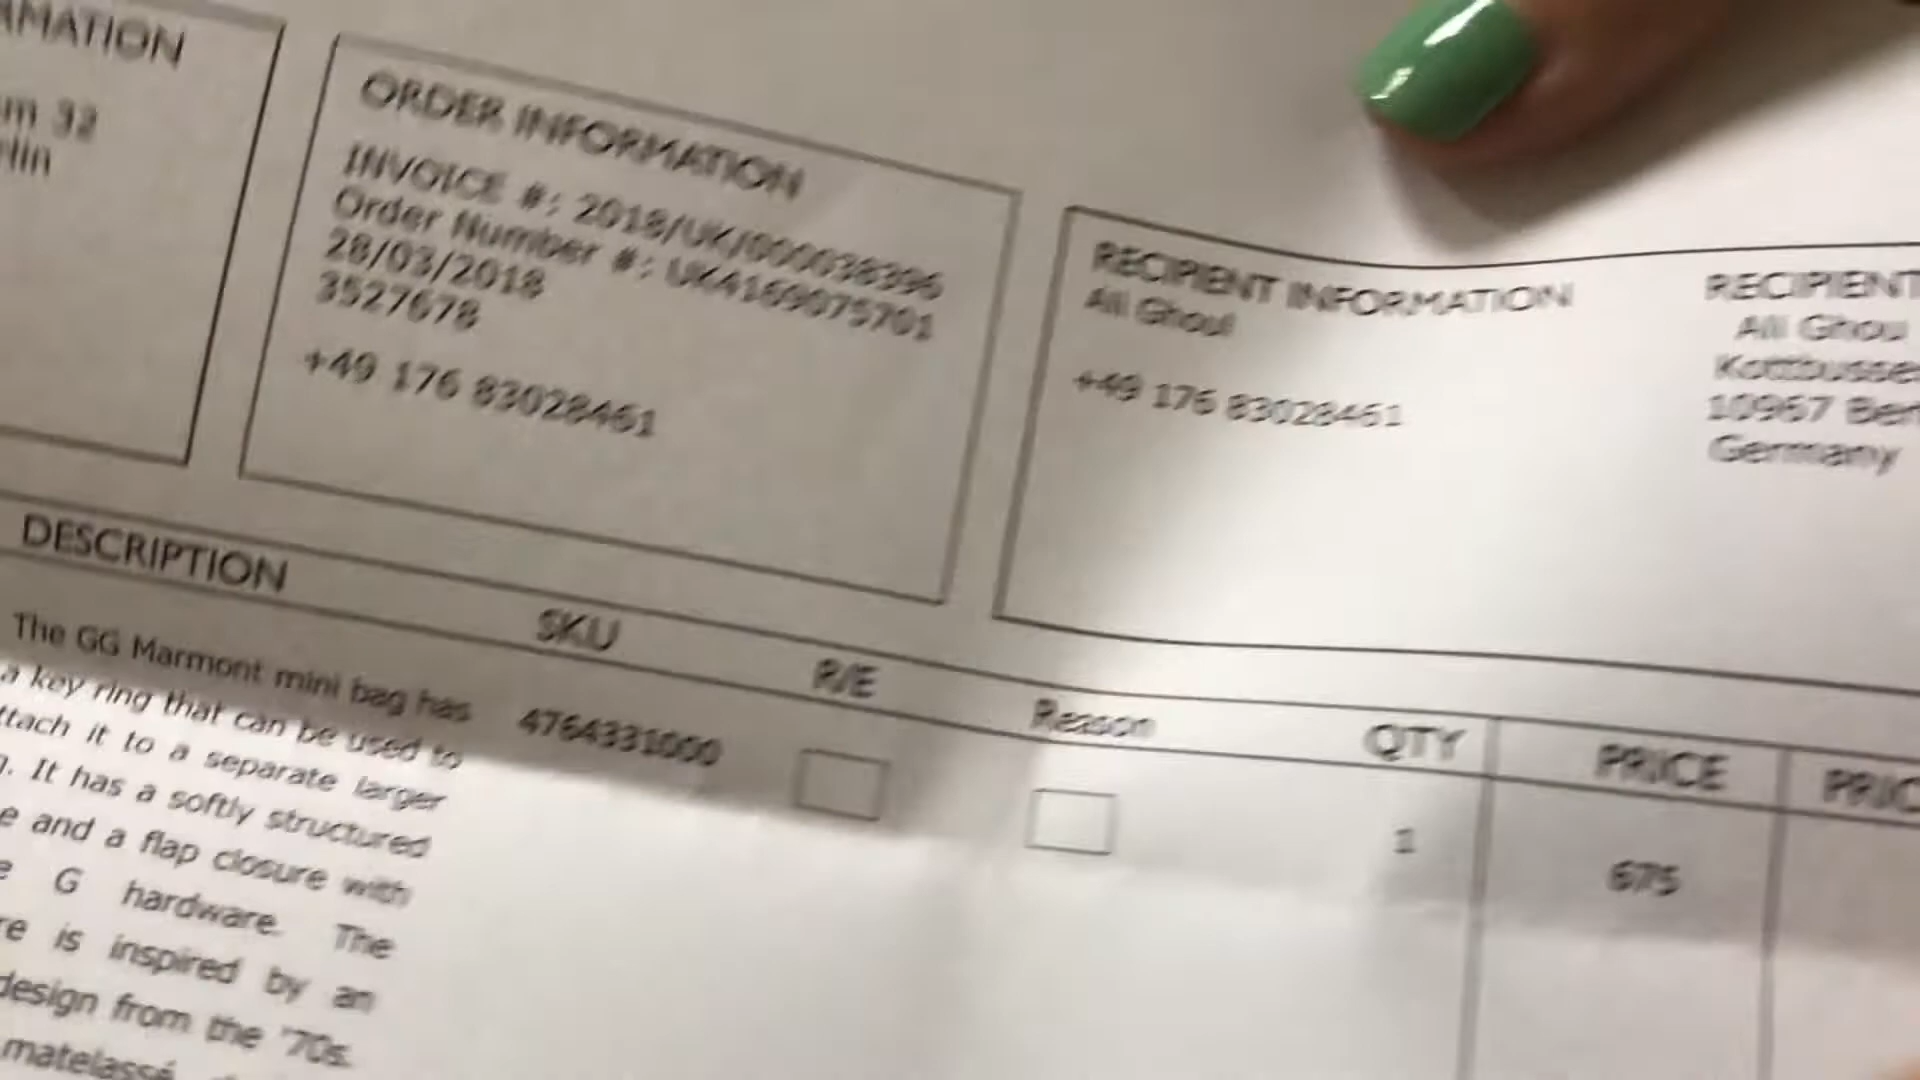 RMATION
m 32
rlin
ORDER INFORMATION
INVOICE #: 2018/UK/000038396
Order Number #: UK4169075701
28/03/2018
3527678
+49 176 83028461
RECIPIENT INFORMATION
Ali Ghoul
+49 176 83028461
RECIPIENT
Ali Ghou
Kottbusse
10967 Ber
Germany
DESCRIPTION SKU R/E Reason QTY PRICE PRIC
The GG Marmont mini bag has 4764331000 1 675
a key ring that can be used to
ttach it to a separate larger
g. It has a softly structured
e and a flap closure with
e G hardware. The
re is inspired by an
design from the '70s.
matelassé